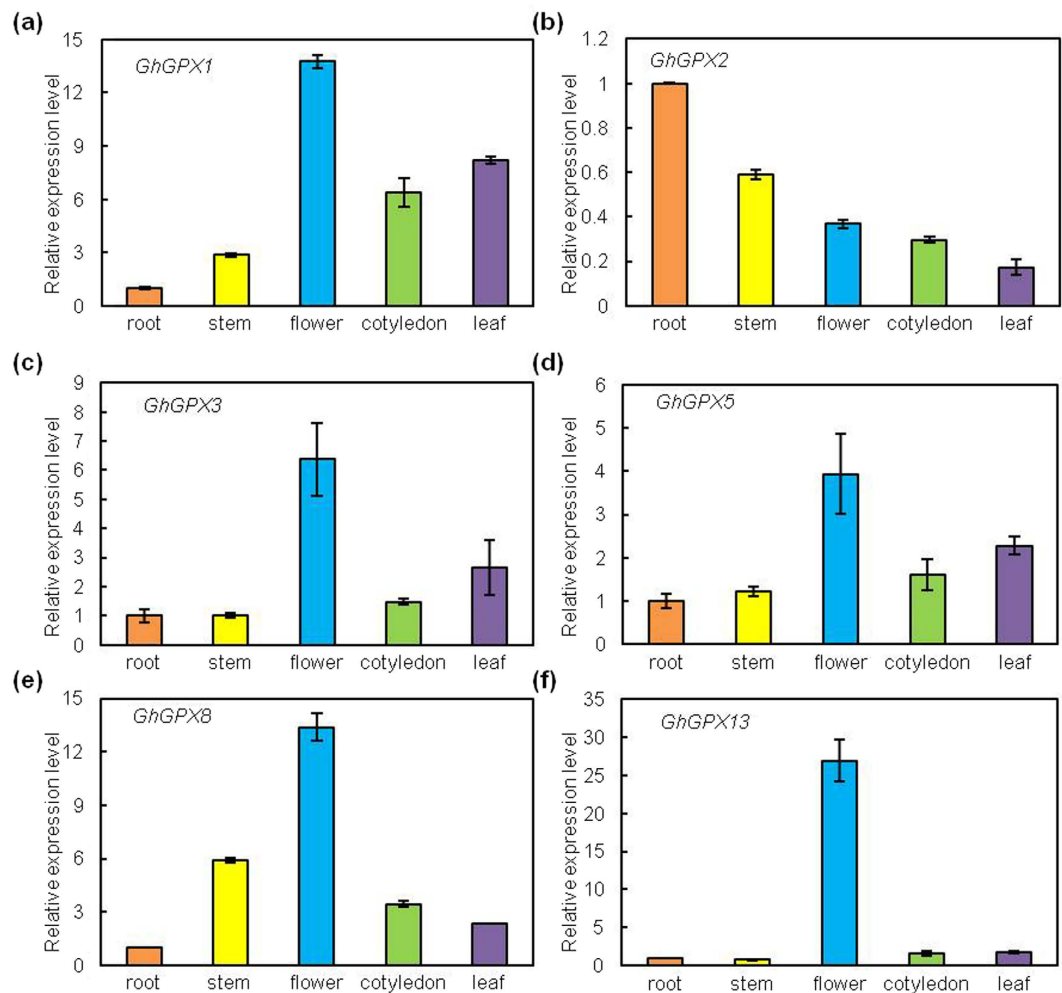 (a)
GhGPX1
Relative expression level
15
12
9
6
3
0
root stem flower cotyledon leaf
(b)
GhGPX2
Relative expression level
1.2
1
0.8
0.6
0.4
0.2
0
root stem flower cotyledon leaf
(c)
GhGPX3
Relative expression level
9
8
7
6
5
4
3
2
1
0
root stem flower cotyledon leaf
(d)
GhGPX5
Relative expression level
6
5
4
3
2
1
0
root stem flower cotyledon leaf
(e)
GhGPX8
Relative expression level
15
12
9
6
3
0
root stem flower cotyledon leaf
(f)
GhGPX13
Relative expression level
35
30
25
20
15
10
5
0
root stem flower cotyledon leaf